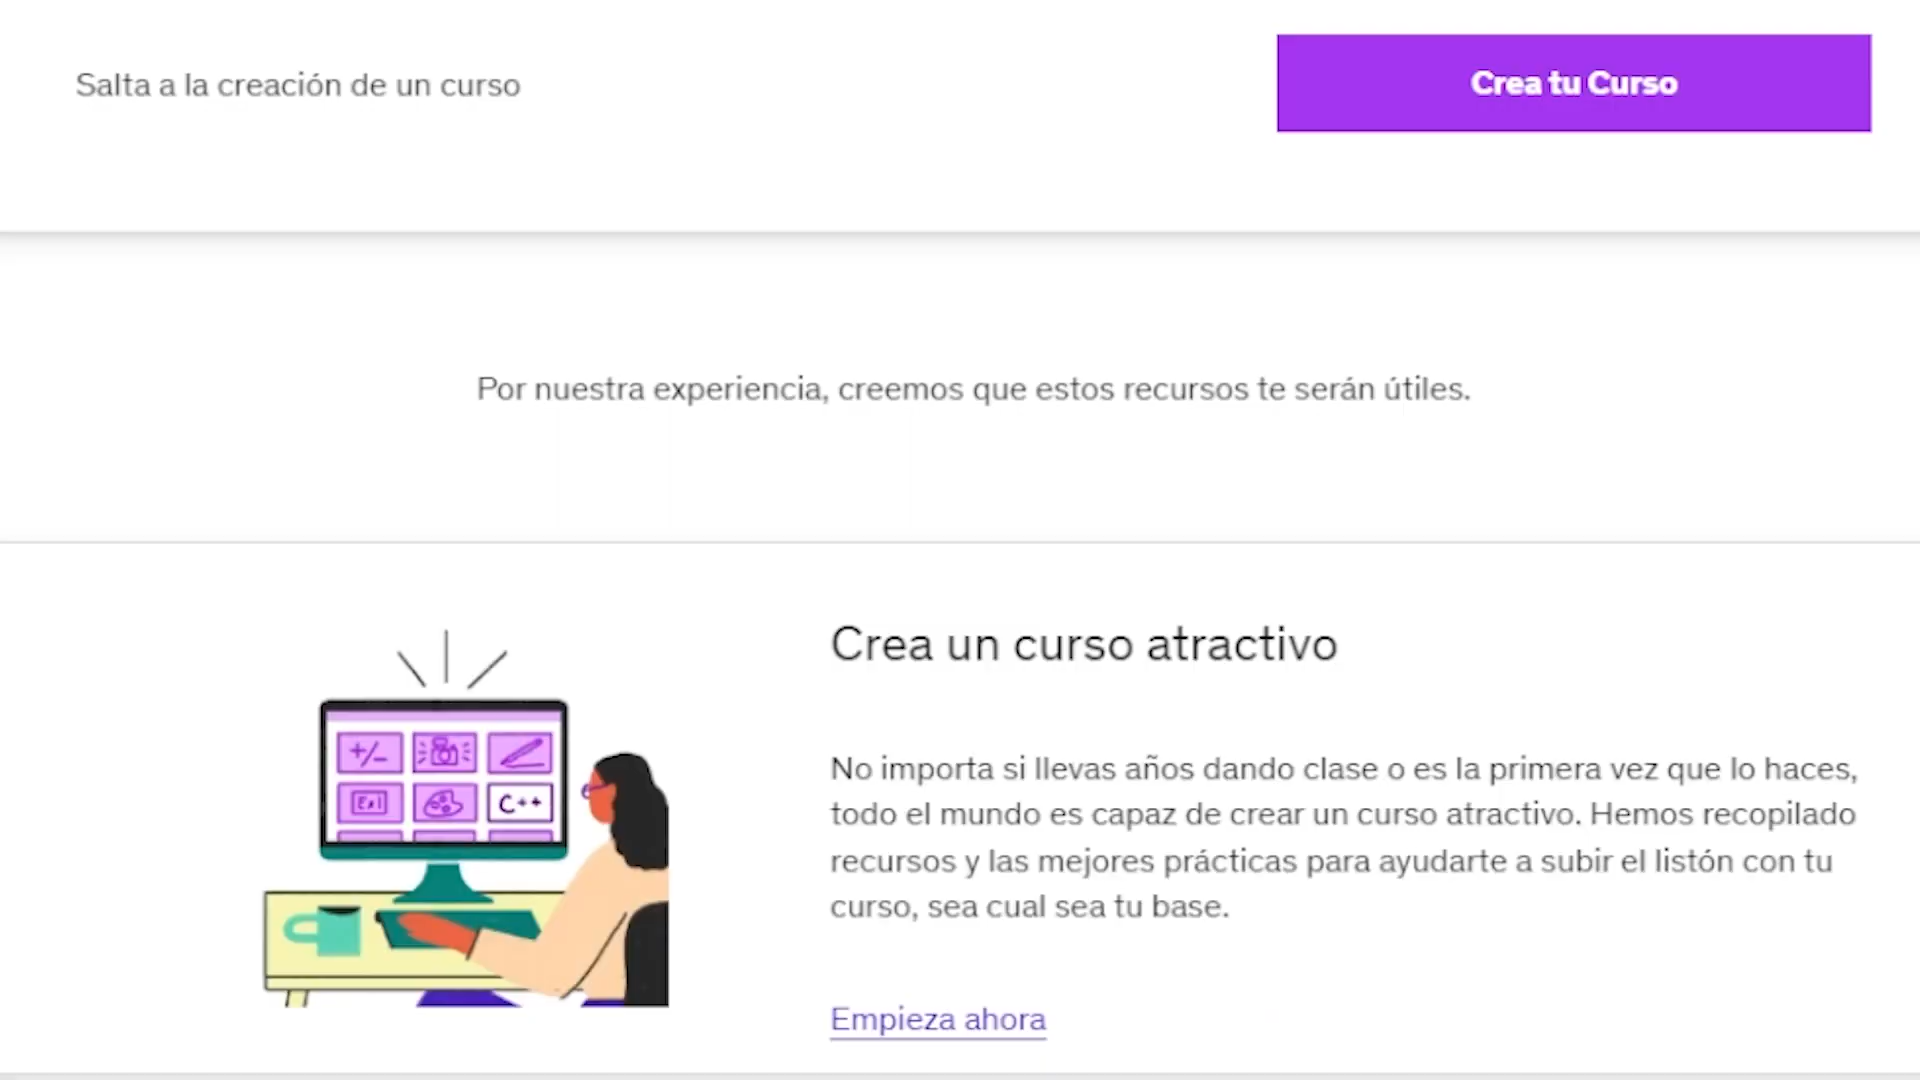 Salta a la creación de un curso
Crea tu Curso
Por nuestra experiencia, creemos que estos recursos te serán útiles.
Crea un curso atractivo
No importa si llevas años dando clase o es la primera vez que lo haces,
todo el mundo es capaz de crear un curso atractivo. Hemos recopilado
recursos y las mejores prácticas para ayudarte a subir el listón con tu
curso, sea cual sea tu base.
Empieza ahora
+/-
C++